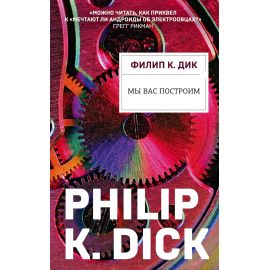 «МОЖНО ЧИТАТЬ, КАК ПРИКВЕЛ
К «МЕЧТАЮТ ЛИ АНДРОИДЫ ОБ ЭЛЕКТРООВЦАХ?»
ГРЕГГ РИКМАН
ФИЛИП К. ДИК
МЫ ВАС ПОСТРОИМ
PHILIP
K. DICK